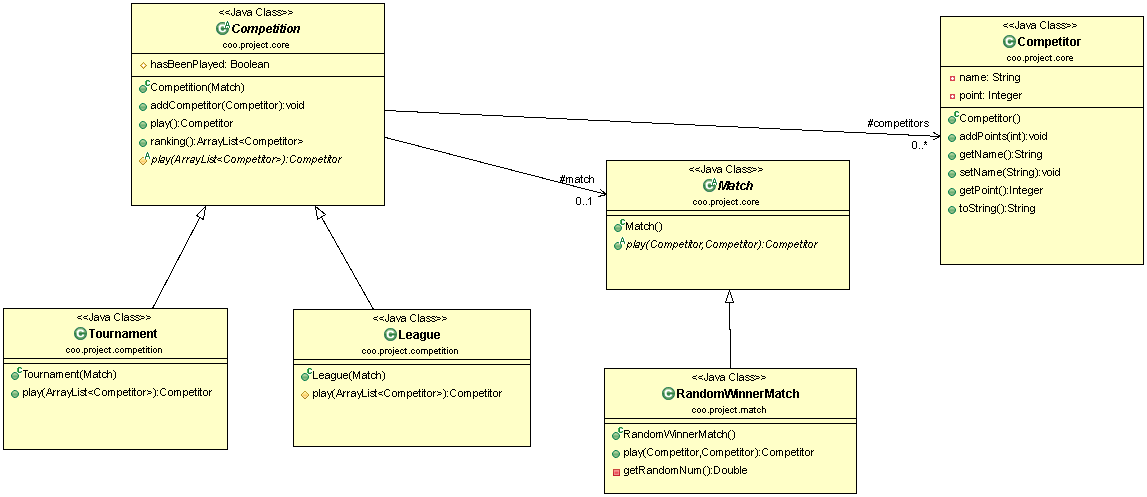 <<Java Class>>
Competition
coo.project.core
hasBeenPlayed: Boolean
Competition(Match)
addCompetitor(Competitor):void
play():Competitor
ranking():ArrayList<Competitor>
play(ArrayList<Competitor>):Competitor
<<Java Class>>
Competitor
coo.project.core
name: String
point: Integer
Competitor()
addPoints(int):void
getName():String
setName(String):void
getPoint():Integer
toString():String
#competitors
0..*
#match
0..1
<<Java Class>>
Match
coo.project.core
Match()
play(Competitor,Competitor):Competitor
<<Java Class>>
Tournament
coo.project.competition
Tournament(Match)
play(ArrayList<Competitor>):Competitor
<<Java Class>>
League
coo.project.competition
League(Match)
play(ArrayList<Competitor>):Competitor
<<Java Class>>
RandomWinnerMatch
coo.project.match
RandomWinnerMatch()
play(Competitor,Competitor):Competitor
getRandomNum():Double